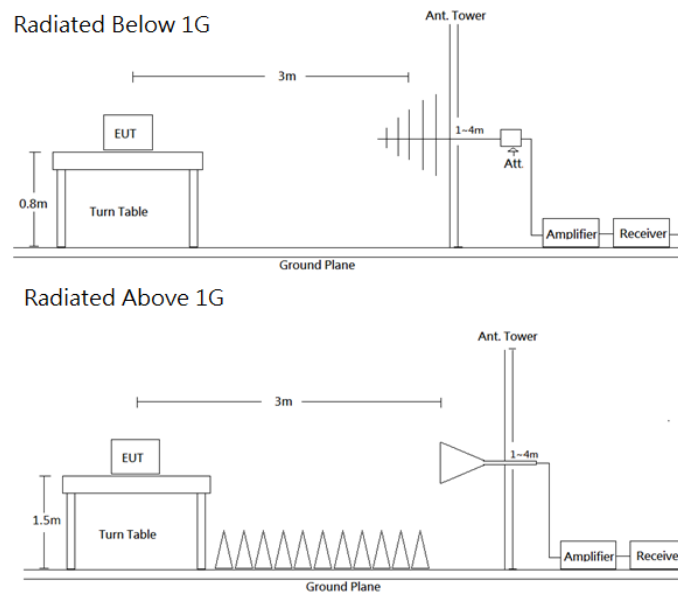 Radiated Below 1G
Ant. Tower
3m
EUT
1~4m
Att.
0.8m
Turn Table
Amplifier
Receiver
Ground Plane
Radiated Above 1G
Ant. Tower
3m
EUT
1~4m
1.5m
Turn Table
Amplifier
Receive
Ground Plane